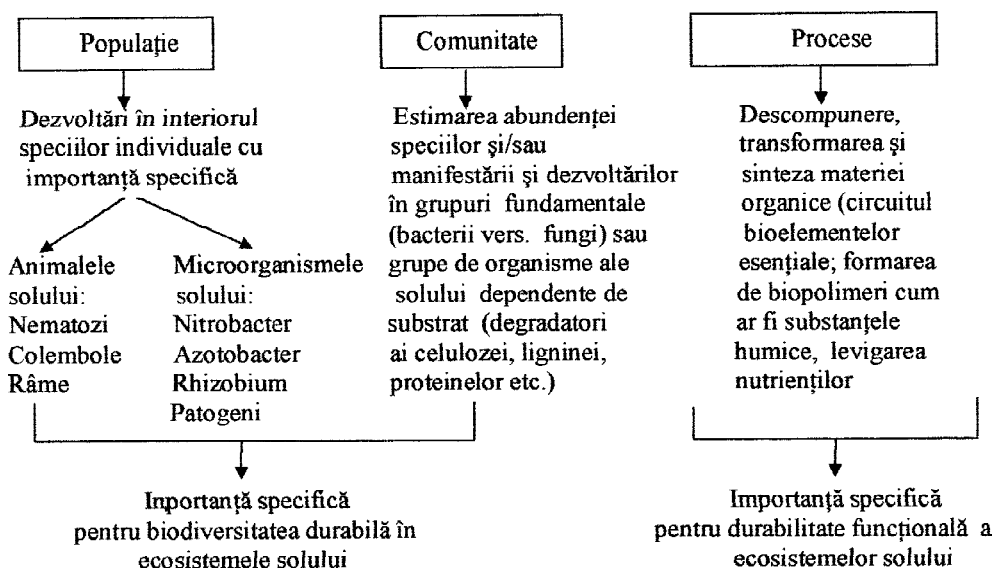 Populaţie
Dezvoltări în interiorul
speciilor individuale cu
importanţă specifică
Animalele
solului:
Nematozi
Colembole
Râme
Microorganismele
solului:
Nitrobacter
Azotobacter
Rhizobium
Patogeni
Comunitate
Estimarea abundenţei
speciilor şi/sau
manifestării şi dezvoltărilor
în grupuri fundamentale
(bacterii vers. fungi) sau
grupe de organisme ale
solului dependente de
substrat (degradatori
ai celulozei, ligninei,
proteinelor etc.)
Inportanţă specifică
pentru biodiversitatea durabilă în
ecosistemele solului
Procese
Descompunere,
transformarea şi
sinteza materiei
organice (circuitul
bioelementelor
esenţiale; formarea
de biopolimeri cum
ar fi substanţele
humice, levigarea
nutrienţilor
Importanţă specifică
pentru durabilitate funcţională a
ecosistemelor solului